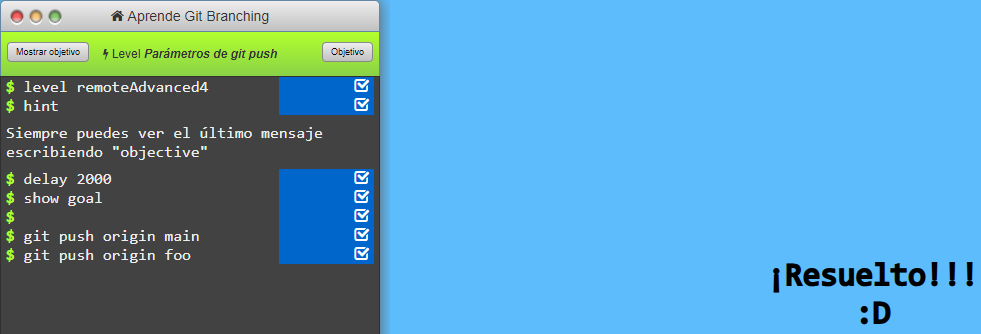 Aprende Git Branching
Mostrar objetivo
Level Parámetros de git push
Objetivo
$ level remoteAdvanced4
$ hint
Siempre puedes ver el último mensaje
escribiendo "objective"
$ delay 2000
$ show goal
$
$ git push origin main
$ git push origin foo
¡Resuelto!!!
:D